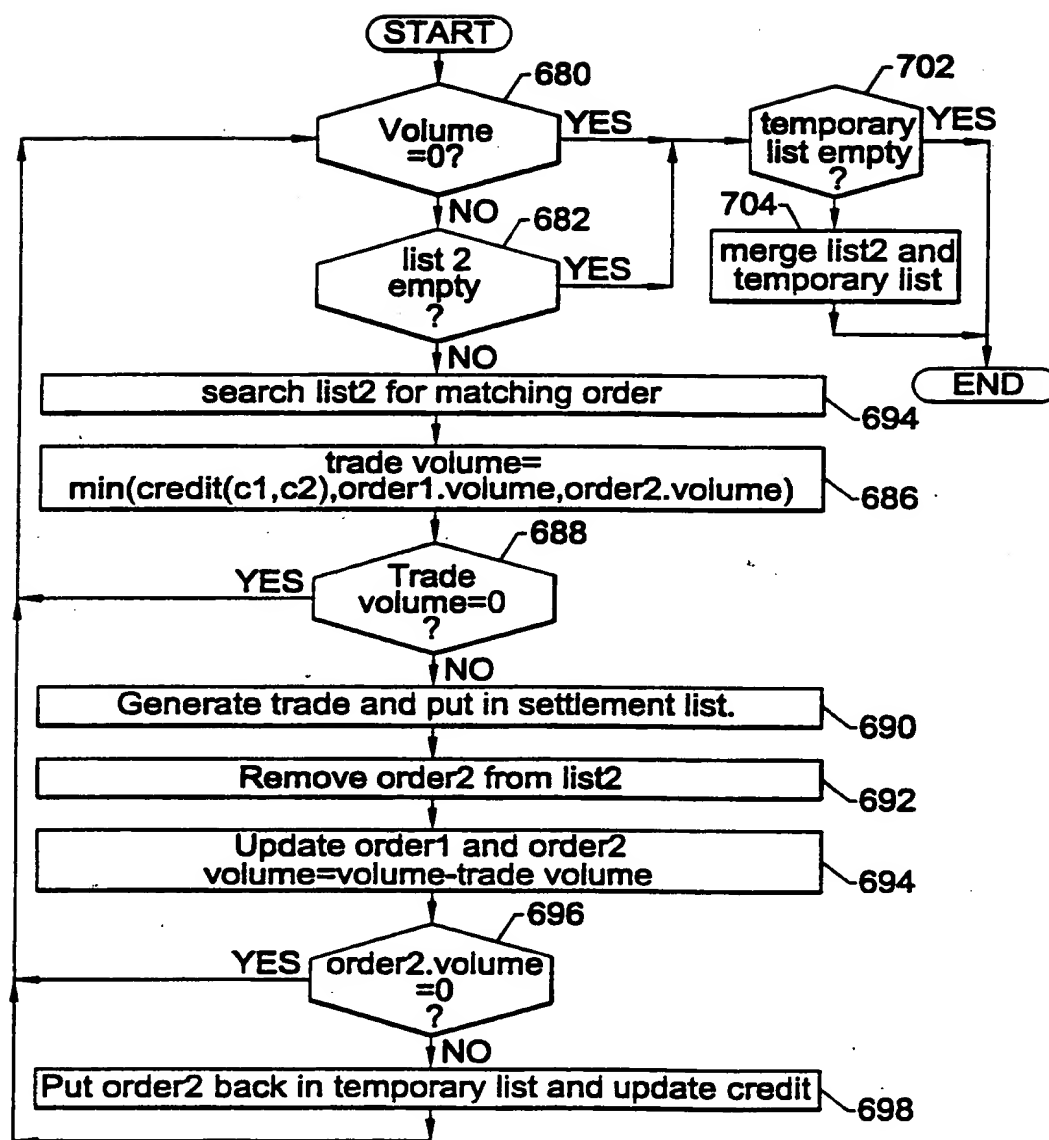 START
680
Volume
=0?
YES
702
temporary
list empty
?
YES
NO
682
list 2
empty
?
YES
704
merge list2 and
temporary list
END
NO
search list2 for matching order
694
trade volume=
min(credit(c1,c2),order1.volume,order2.volume)
686
688
YES
Trade
volume=0
?
NO
Generate trade and put in settlement list.
690
Remove order2 from list2
692
Update order1 and order2
volume=volume-trade volume
694
696
YES
order2.volume
=0
?
NO
Put order2 back in temporary list and update credit
698